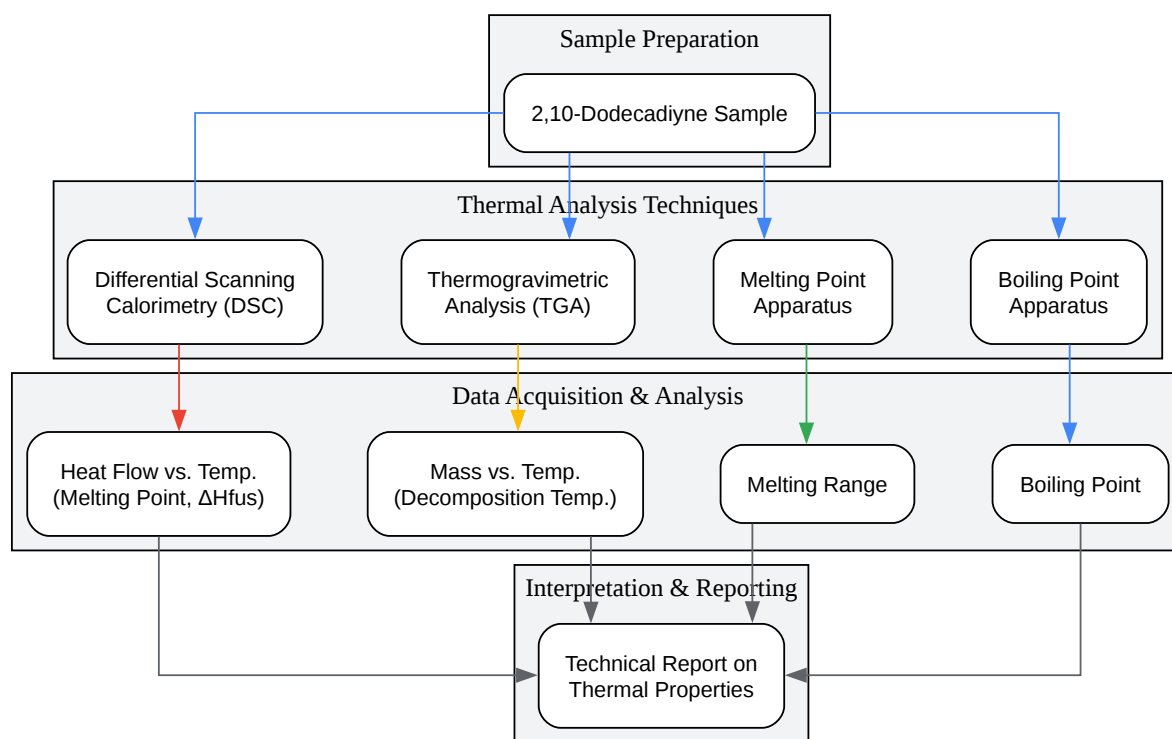 Sample Preparation
2,10-Dodecadiyne Sample
Thermal Analysis Techniques
Differential Scanning
Calorimetry (DSC)
Thermogravimetric
Analysis (TGA)
Melting Point
Apparatus
Boiling Point
Apparatus
Data Acquisition & Analysis
Heat Flow vs. Temp.
(Melting Point, ΔHfus)
Mass vs. Temp.
(Decomposition Temp.)
Melting Range
Boiling Point
Interpretation & Reporting
Technical Report on
Thermal Properties